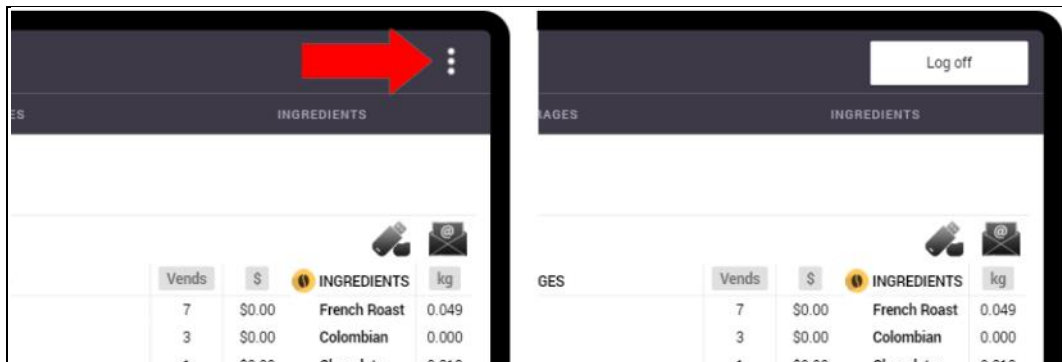 Log off
ES INGREDIENTS
RAGES INGREDIENTS
Vends $ INGREDIENTS kg
7 $0.00 French Roast 0.049
3 $0.00 Colombian 0.000
GES Vends $ INGREDIENTS kg
7 $0.00 French Roast 0.049
3 $0.00 Colombian 0.000